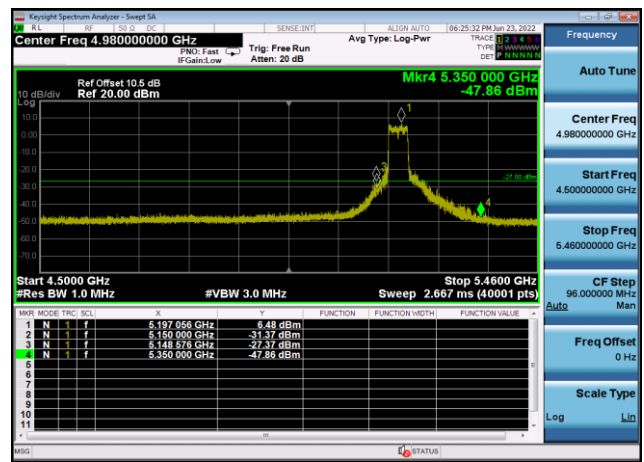 Keysight Spectrum Analyzer - Swept SA
RL RF 50 Ω DC SENSE:INT ALIGN AUTO 06:25:32 PM Jun 23, 2022 Frequency
Center Freq 4.980000000 GHz Avg Type: Log-Pwr TRACE 1 2 3 4 5 6
PNO: Fast Trig: Free Run TYPE M WWWWW
IFGain:Low Atten: 20 dB DET P N N N N N
Auto Tune
Ref Offset 10.5 dB Mkr4 5.350 000 GHz
10 dB/div Ref 20.00 dBm -47.86 dBm
Log
10.0 1
0.00
-10.0
-20.0 3
-27.00 dBm
-30.0
-40.0 4
-50.0
-60.0
-70.0
Start 4.5000 GHz Stop 5.4600 GHz
#Res BW 1.0 MHz #VBW 3.0 MHz Sweep 2.667 ms (40001 pts)
MKR MODE TRC SCL X Y FUNCTION FUNCTION WIDTH FUNCTION VALUE
1 N 1 f 5.197 056 GHz 6.48 dBm
2 N 1 f 5.150 000 GHz -31.37 dBm
3 N 1 f 5.148 576 GHz -27.37 dBm
4 N 1 f 5.350 000 GHz -47.86 dBm
5
6
7
8
9
10
11
MSG STATUS
Center Freq
4.980000000 GHz
Start Freq
4.500000000 GHz
Stop Freq
5.460000000 GHz
CF Step
96.000000 MHz
Auto Man
Freq Offset
0 Hz
Scale Type
Log Lin